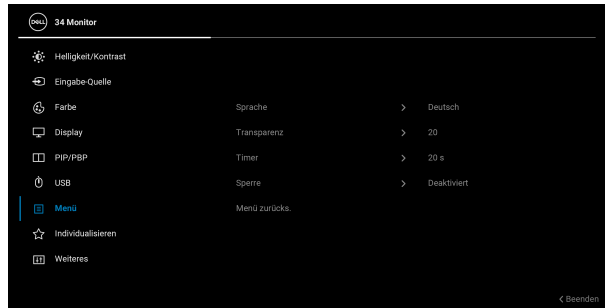 DELL 34 Monitor
Helligkeit/Kontrast
Eingabe-Quelle
Farbe Sprache > Deutsch
Display Transparenz > 20
PIP/PBP Timer > 20 s
USB Sperre > Deaktiviert
Menü Menü zurücks.
Individualisieren
Weiteres
< Beenden